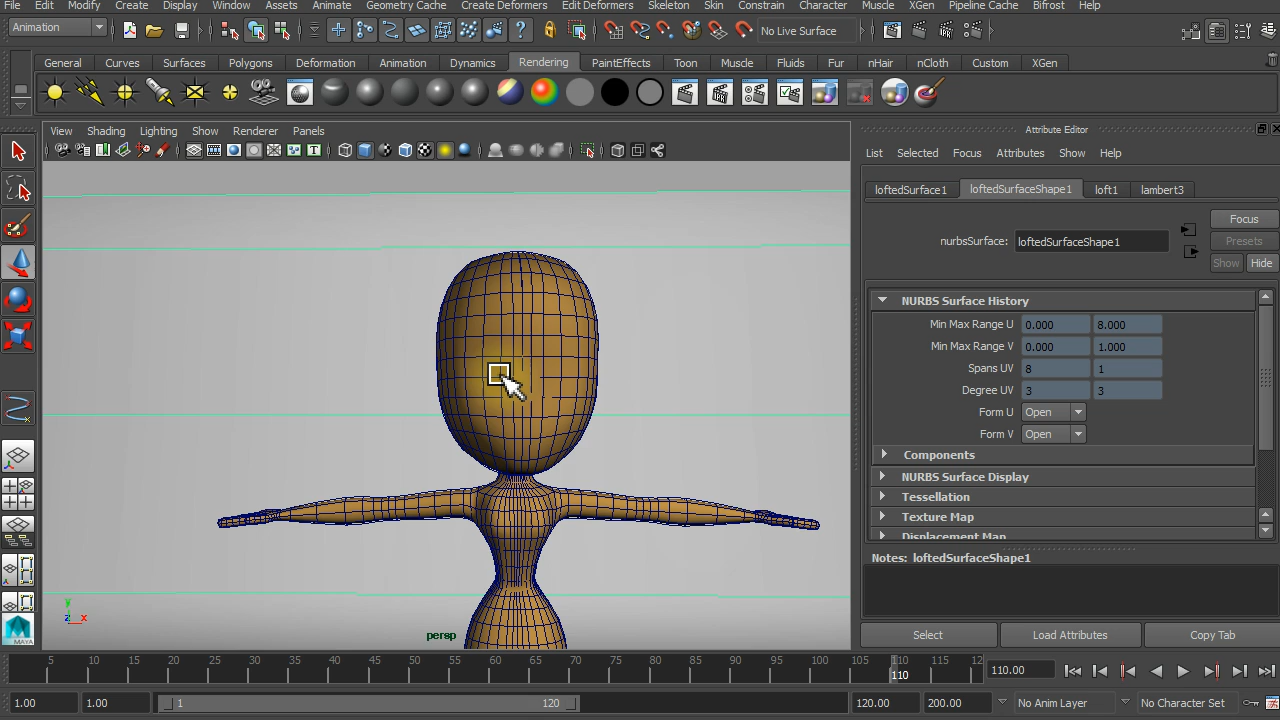 File Edit Modify Create Display Window Assets Animate Geometry Cache Create Deformers Edit Deformers Skeleton Skin Constrain Character Muscle XGen Pipeline Cache Bifrost Help
Animation No Live Surface
General Curves Surfaces Polygons Deformation Animation Dynamics Rendering PaintEffects Toon Muscle Fluids Fur nHair nCloth Custom XGen
View Shading Lighting Show Renderer Panels
Attribute Editor
List Selected Focus Attributes Show Help
loftedSurface1 loftedSurfaceShape1 loft1 lambert3
Focus
nurbsSurface: loftedSurfaceShape1
Presets
Show Hide
NURBS Surface History
Min Max Range U 0.000 8.000
Min Max Range V 0.000 1.000
Spans UV 8 1
Degree UV 3 3
Form U Open
Form V Open
Components
NURBS Surface Display
Tessellation
Texture Map
Displacement Map
Notes: loftedSurfaceShape1
Select Load Attributes Copy Tab
y
z x
persp
MAYA
5 10 15 20 25 30 35 40 45 50 55 60 65 70 75 80 85 90 95 100 105 110 115 12
110
110.00
1.00 1.00 1 120 120.00 200.00 No Anim Layer No Character Set